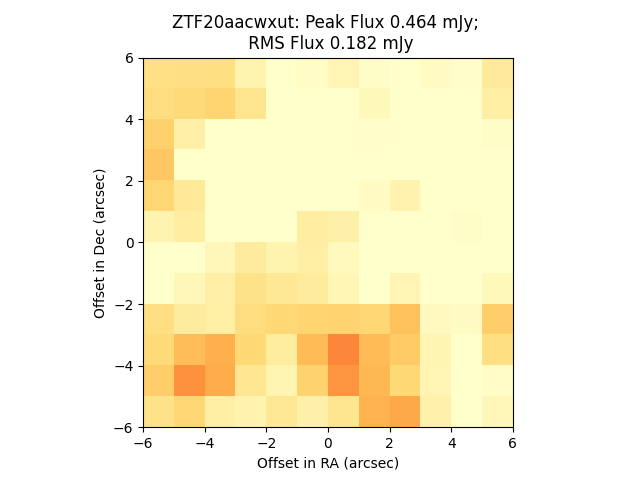 ZTF20aacwxut: Peak Flux 0.464 mJy;
RMS Flux 0.182 mJy
6
4
2
0
−2
−4
−6
Offset in Dec (arcsec)
−6 −4 −2 0 2 4 6
Offset in RA (arcsec)